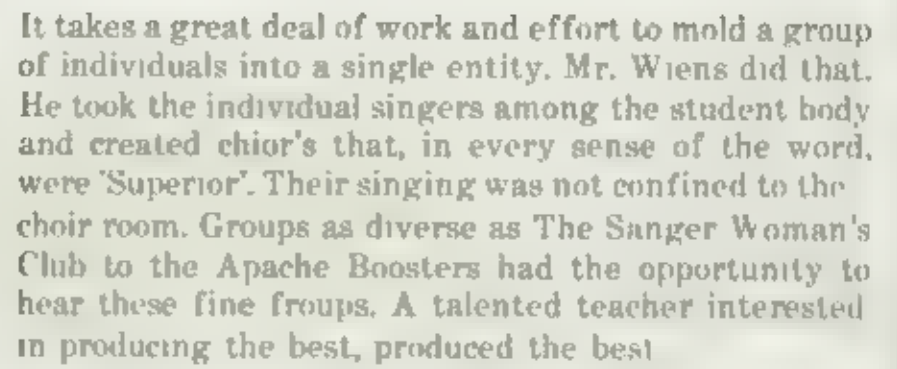 It takes a great deal of work and effort to mold a group
of individuals into a single entity. Mr. Wiens did that.
He took the individual singers among the student body
and created chior's that, in every sense of the word,
were 'Superior'. Their singing was not confined to the
choir room. Groups as diverse as The Sanger Woman's
Club to the Apache Boosters had the opportunity to
hear these fine froups. A talented teacher interested
in producing the best, produced the best